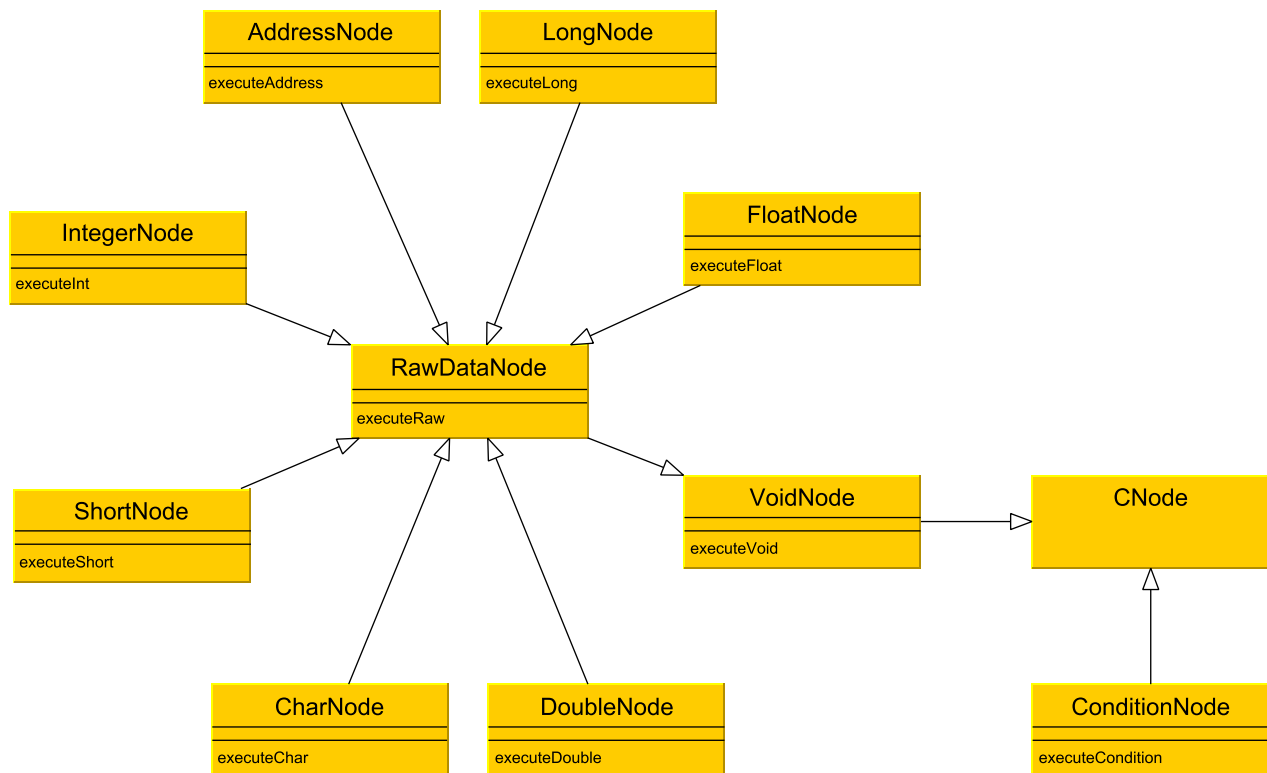 AddressNode
executeAddress
LongNode
executeLong
FloatNode
executeFloat
IntegerNode
executeInt
RawDataNode
executeRaw
ShortNode
executeShort
VoidNode
executeVoid
CNode
CharNode
executeChar
DoubleNode
executeDouble
ConditionNode
executeCondition